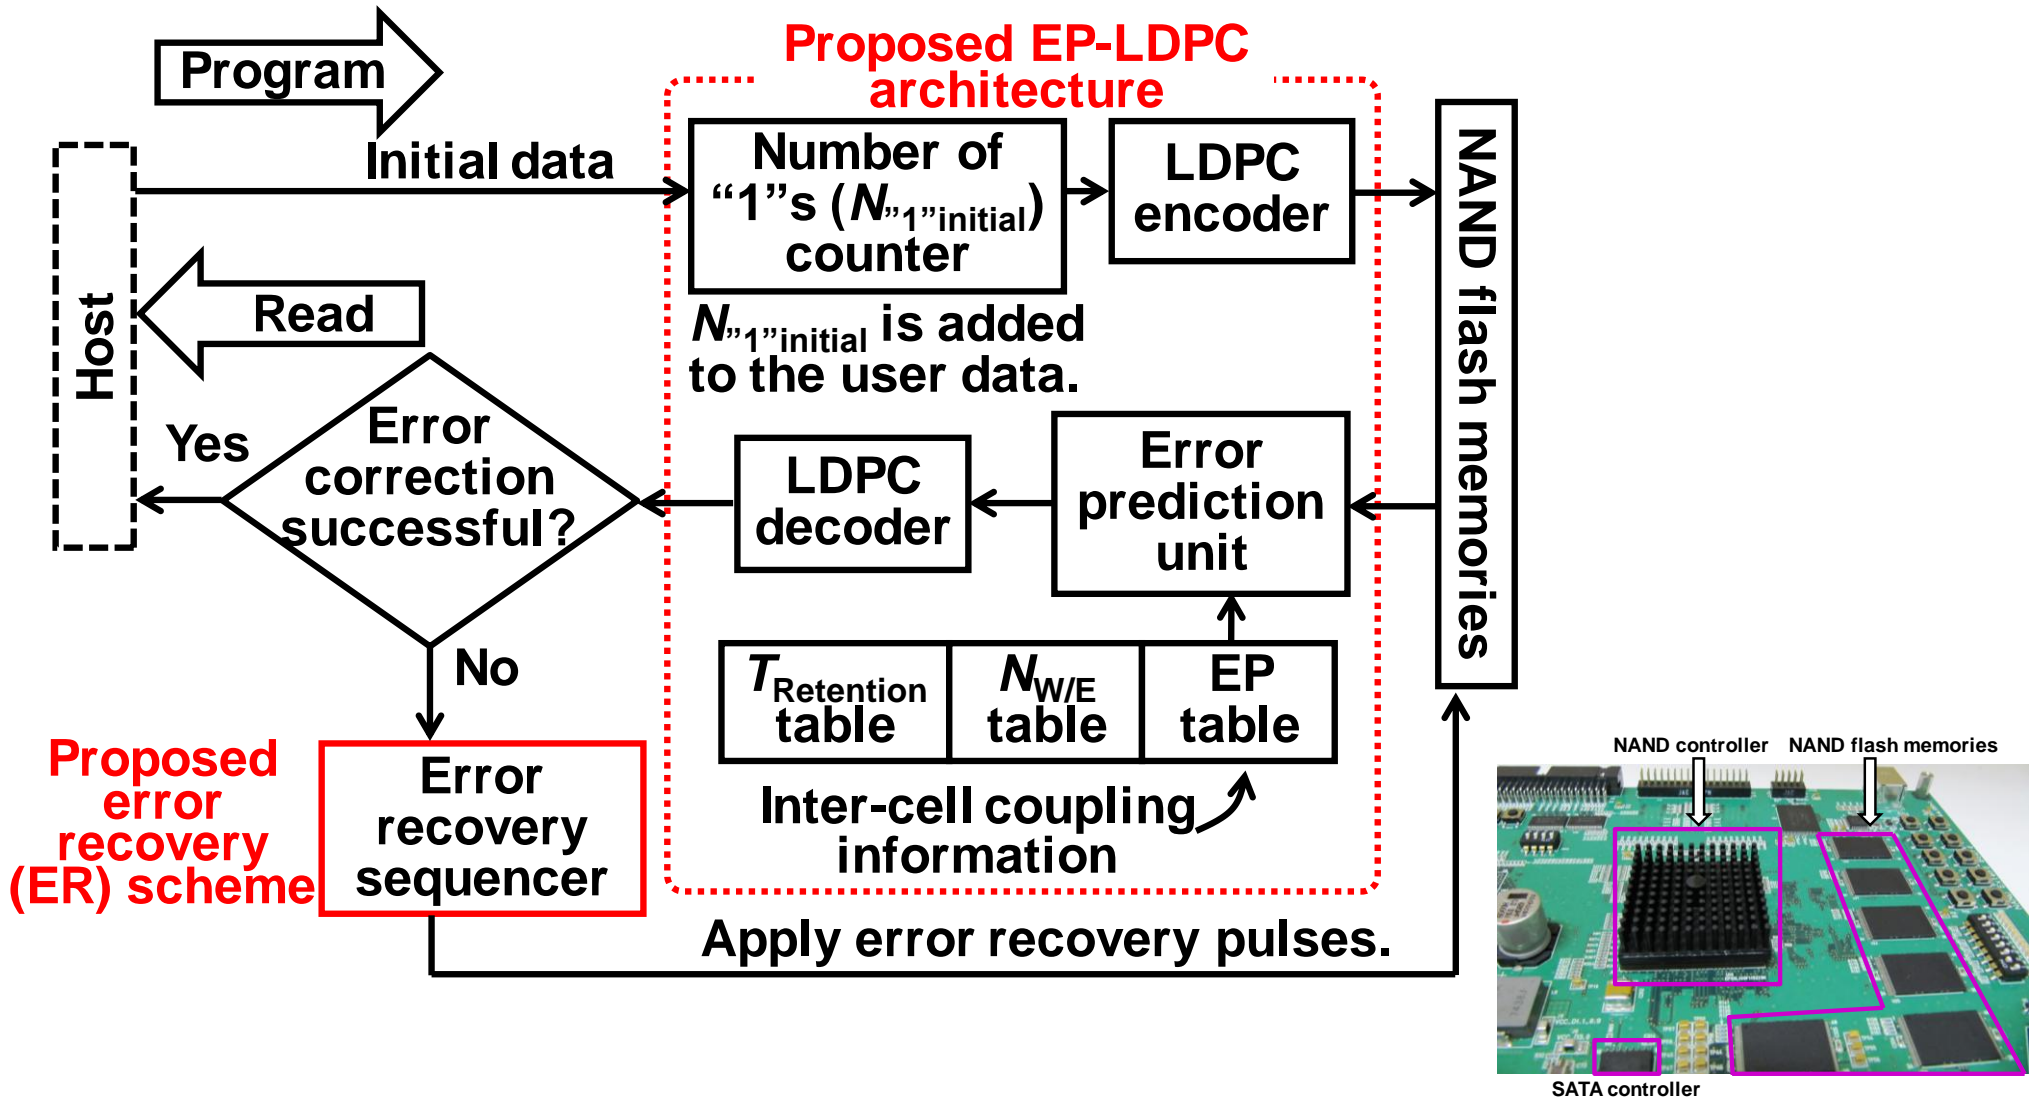 Proposed EP-LDPC
architecture
Program
Initial data
Number of
“1”s (N”1”initial)
counter
LDPC
encoder
NAND flash memories
Host
Read
N”1”initial is added
to the user data.
Yes
Error
correction
successful?
LDPC
decoder
Error
prediction
unit
No
TRetention
table
NW/E
table
EP
table
Inter-cell coupling
information
Proposed
error
recovery
(ER) scheme
Error
recovery
sequencer
Apply error recovery pulses.
NAND controller
NAND flash memories
SATA controller